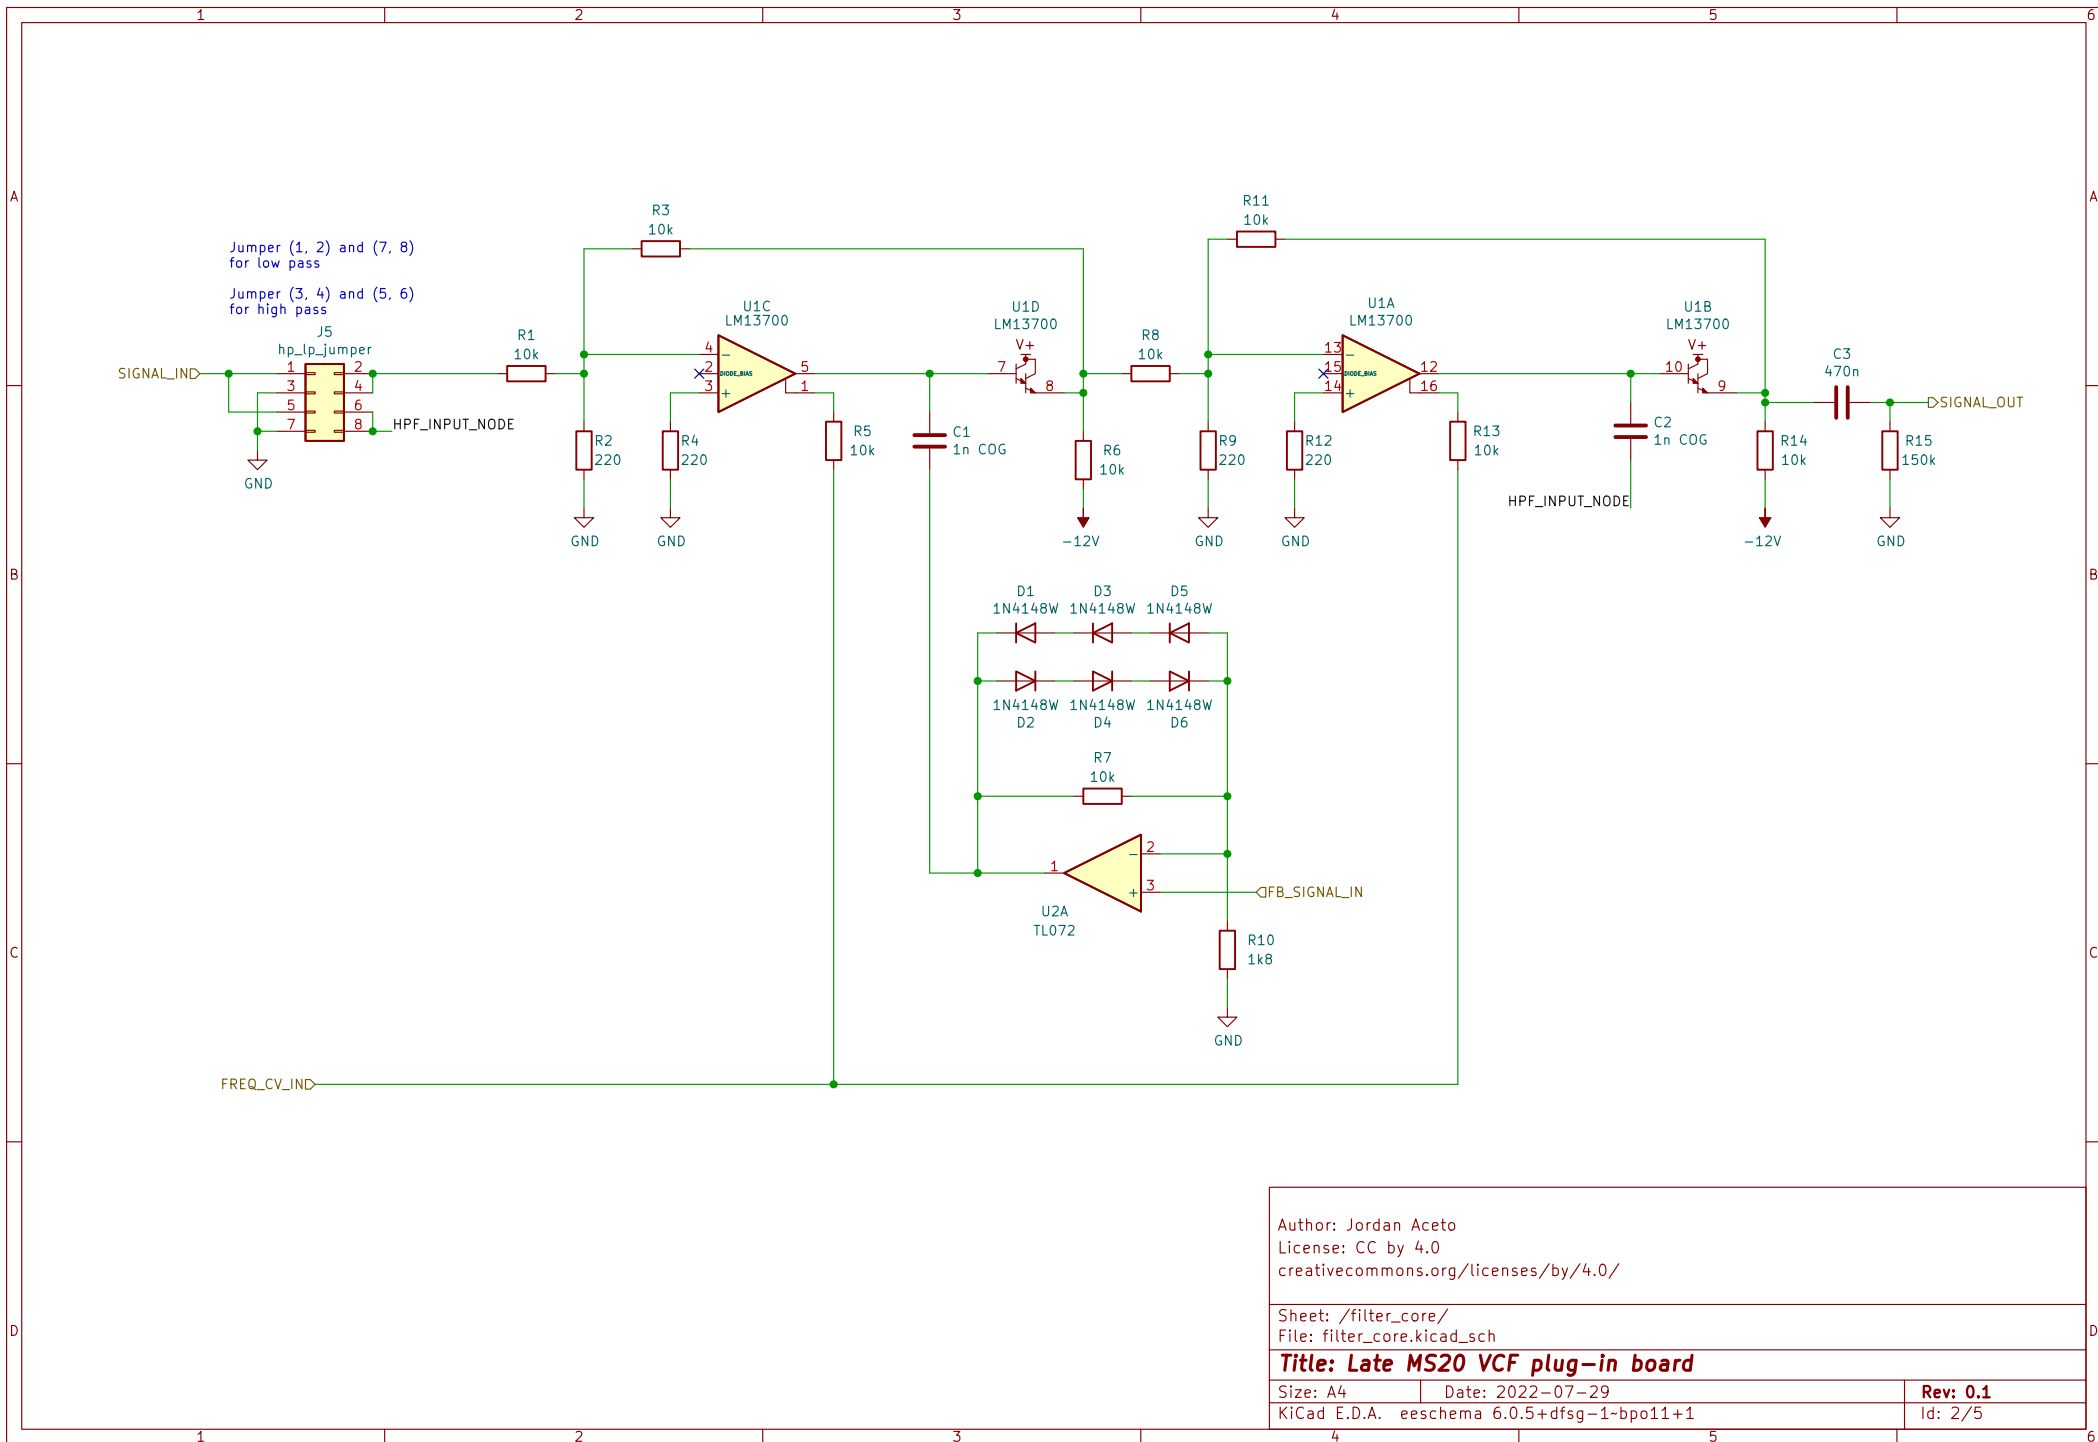 1 2 3 4 5 6
A A
R11
10k
R3
10k
Jumper (1, 2) and (7, 8)
for low pass
Jumper (3, 4) and (5, 6)
for high pass
J5
hp_lp_jumper
R1
10k
U1C
LM13700
U1D
LM13700
V+
R8
10k
U1A
LM13700
U1B
LM13700
V+
C3
470n
SIGNAL_IN
1 2
3 4
5 6
7 8
HPF_INPUT_NODE
GND
4
2
3
−
DIODE_BIAS
+
5
1
7
8
13
15
14
−
DIODE_BIAS
+
12
16
10
9
SIGNAL_OUT
R2
220
R4
220
R5
10k
C1
1n COG
R6
10k
R9
220
R12
220
R13
10k
C2
1n COG
HPF_INPUT_NODE
R14
10k
R15
150k
GND
GND
−12V
GND
GND
−12V
GND
B B
D1 D3 D5
1N4148W 1N4148W 1N4148W
1N4148W 1N4148W 1N4148W
D2 D4 D6
R7
10k
1
2
−
3
+
FB_SIGNAL_IN
U2A
TL072
R10
1k8
C C
GND
FREQ_CV_IN
Author: Jordan Aceto
License: CC by 4.0
creativecommons.org/licenses/by/4.0/
Sheet: /filter_core/
File: filter_core.kicad_sch
D D
Title: Late MS20 VCF plug−in board
Size: A4 Date: 2022−07−29 Rev: 0.1
KiCad E.D.A. eeschema 6.0.5+dfsg−1~bpo11+1 Id: 2/5
1 2 3 4 5 6